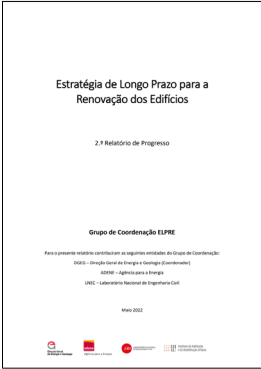 Estratégia de Longo Prazo para a
Renovação dos Edifícios
2.º Relatório de Progresso
Grupo de Coordenação ELPRE
Para o presente relatório contribuíram as seguintes entidades do Grupo de Coordenação:
DGEG – Direção Geral de Energia e Geologia (Coordenador)
ADENE – Agência para a Energia
LNEC – Laboratório Nacional de Engenharia Civil
Maio 2022